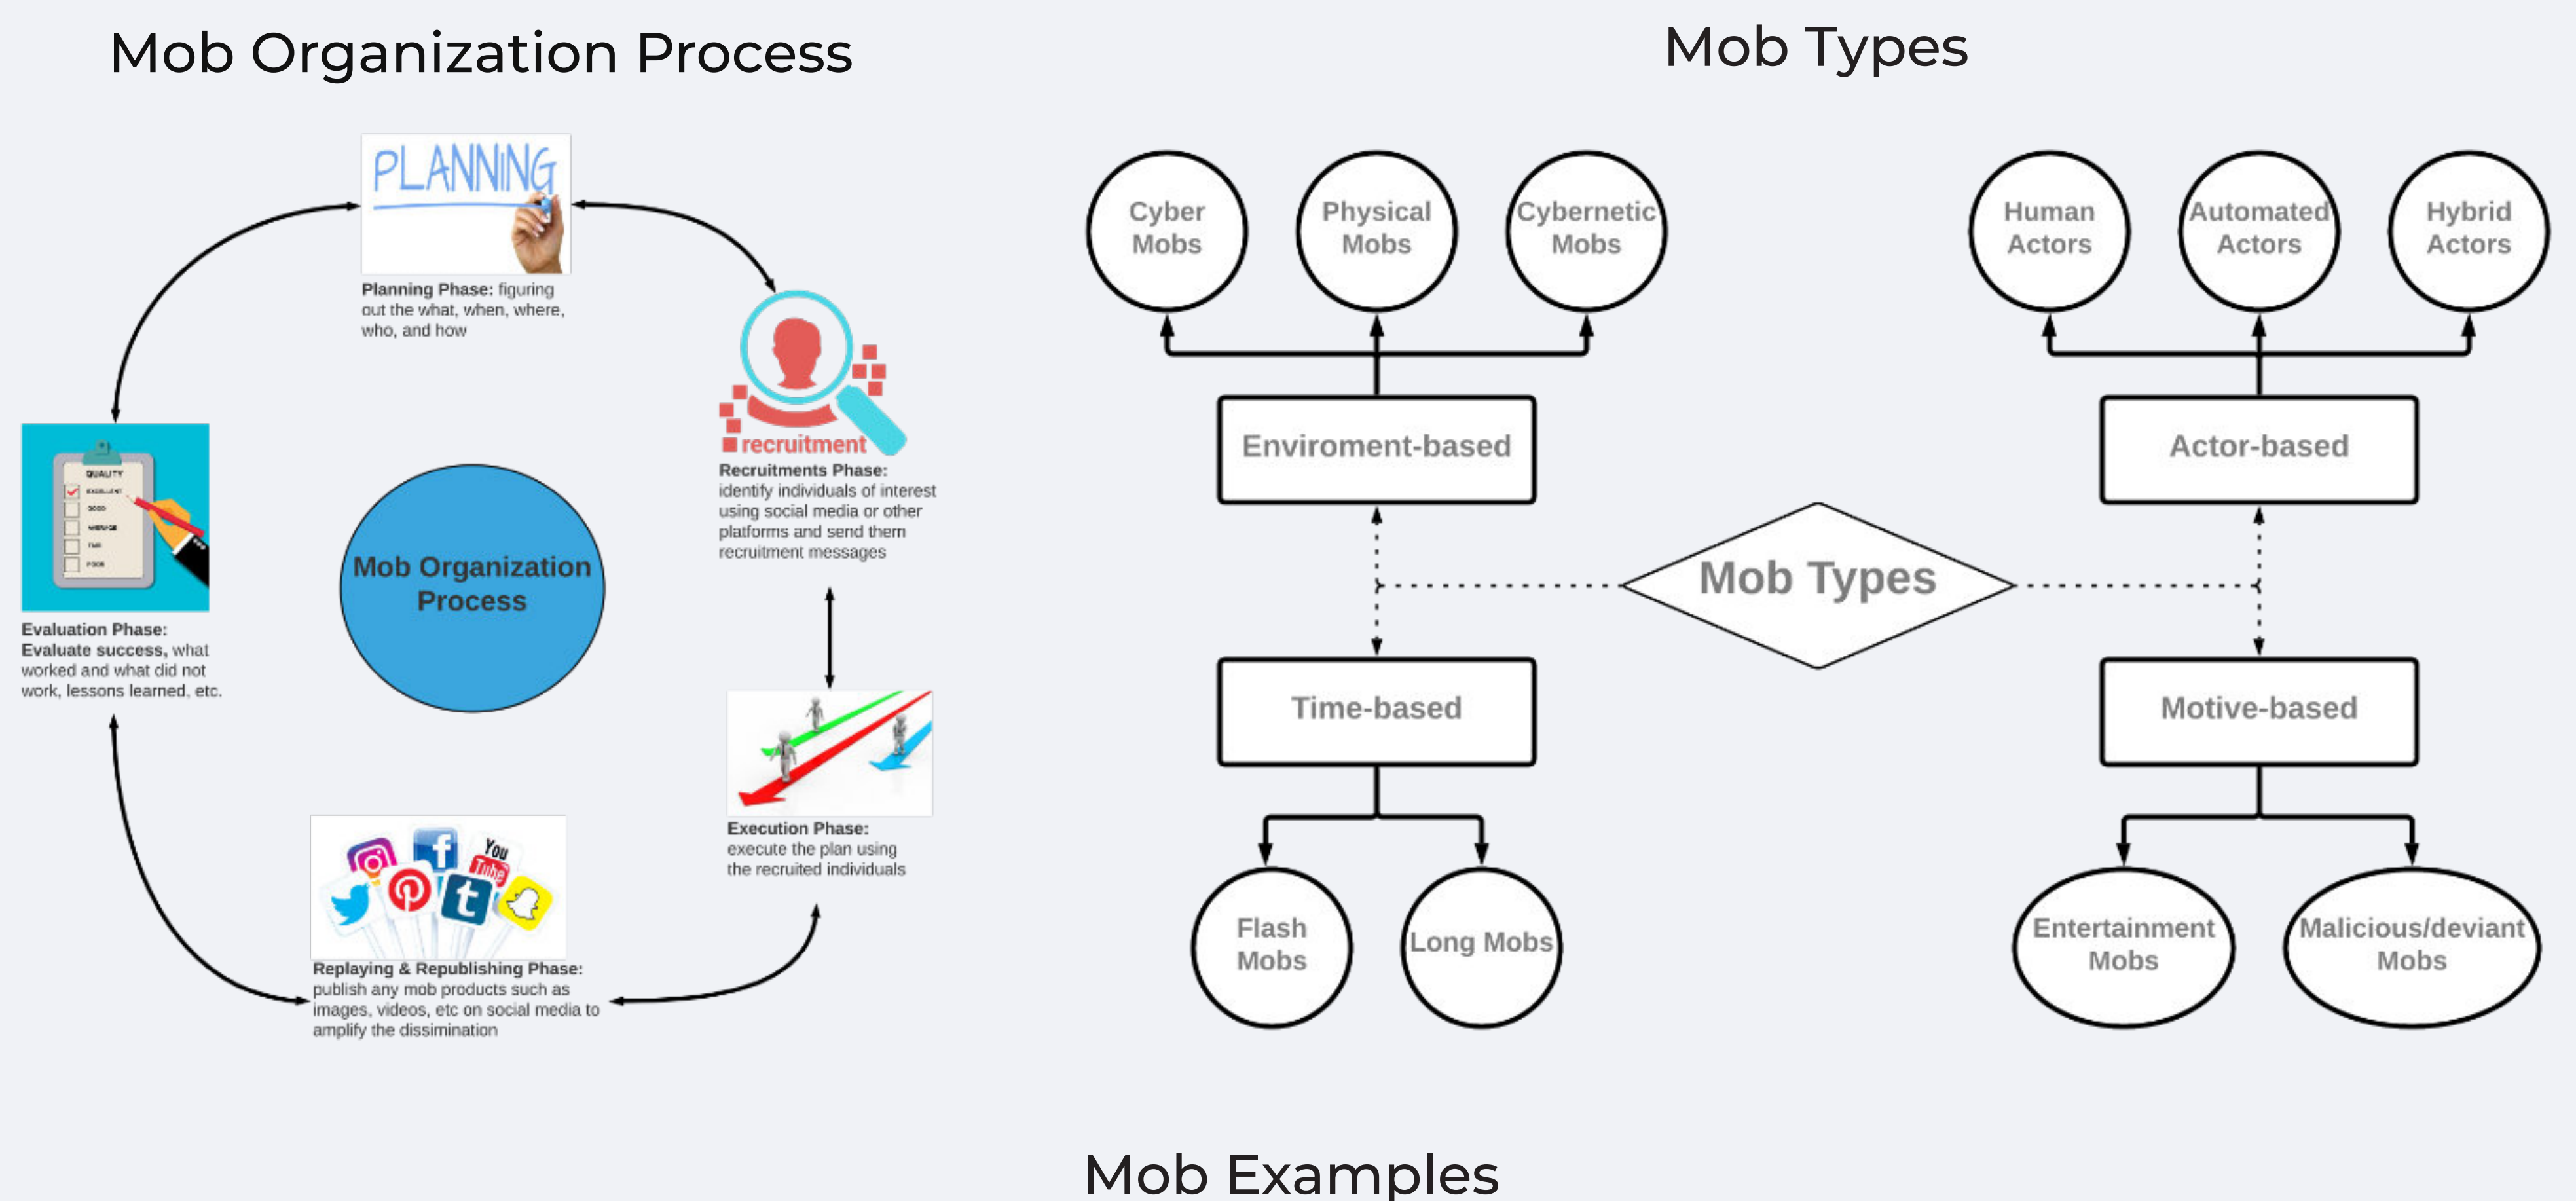 Mob Organization Process
PLANNING
Planning Phase: figuring
out the what, when, where,
who, and how
recruitment
Recruitments Phase:
identify individuals of interest
using social media or other
platforms and send them
recruitment messages
Execution Phase:
execute the plan using
the recruited individuals
You
Tube
Replaying & Republishing Phase:
publish any mob products such as
images, videos, etc on social media to
amplify the dissimination
QUALITY
EXCELLENT
GOOD
AVERAGE
POOR
Evaluation Phase:
Evaluate success, what
worked and what did not
work, lessons learned, etc.
Mob Organization
Process
Mob Types
Cyber
Mobs
Physical
Mobs
Cybernetic
Mobs
Enviroment-based
Human
Actors
Automated
Actors
Hybrid
Actors
Actor-based
Mob Types
Time-based
Flash
Mobs
Long Mobs
Motive-based
Entertainment
Mobs
Malicious/deviant
Mobs
Mob Examples